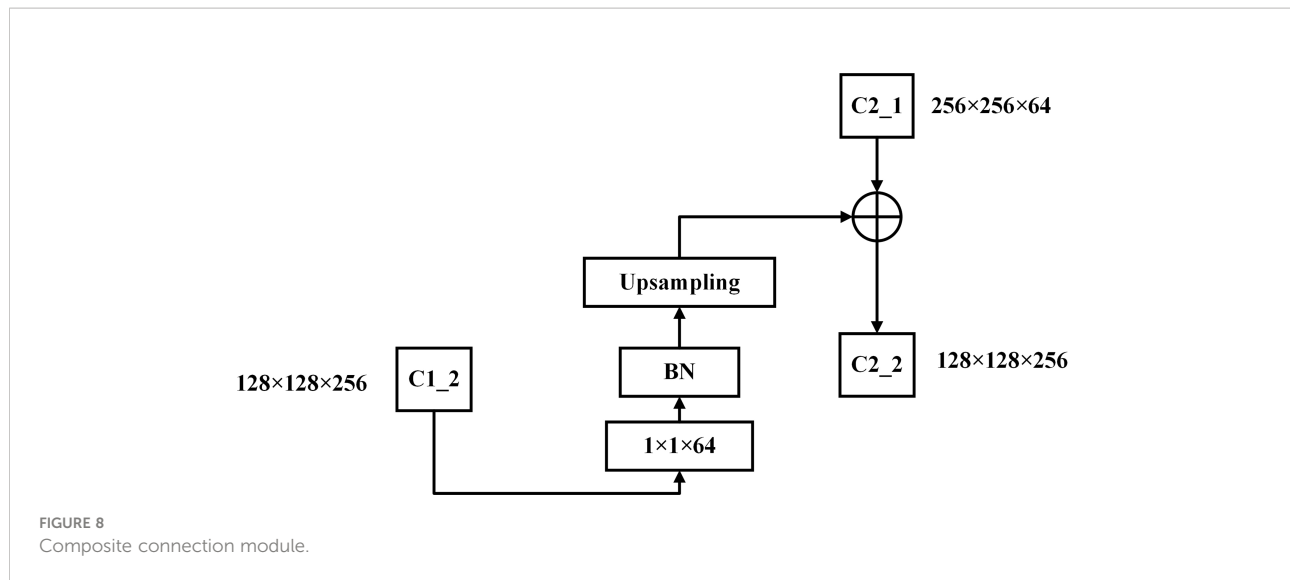 C2_1 256×256×64
Upsampling
128×128×256 C1_2
BN
C2_2 128×128×256
1×1×64
FIGURE 8
Composite connection module.